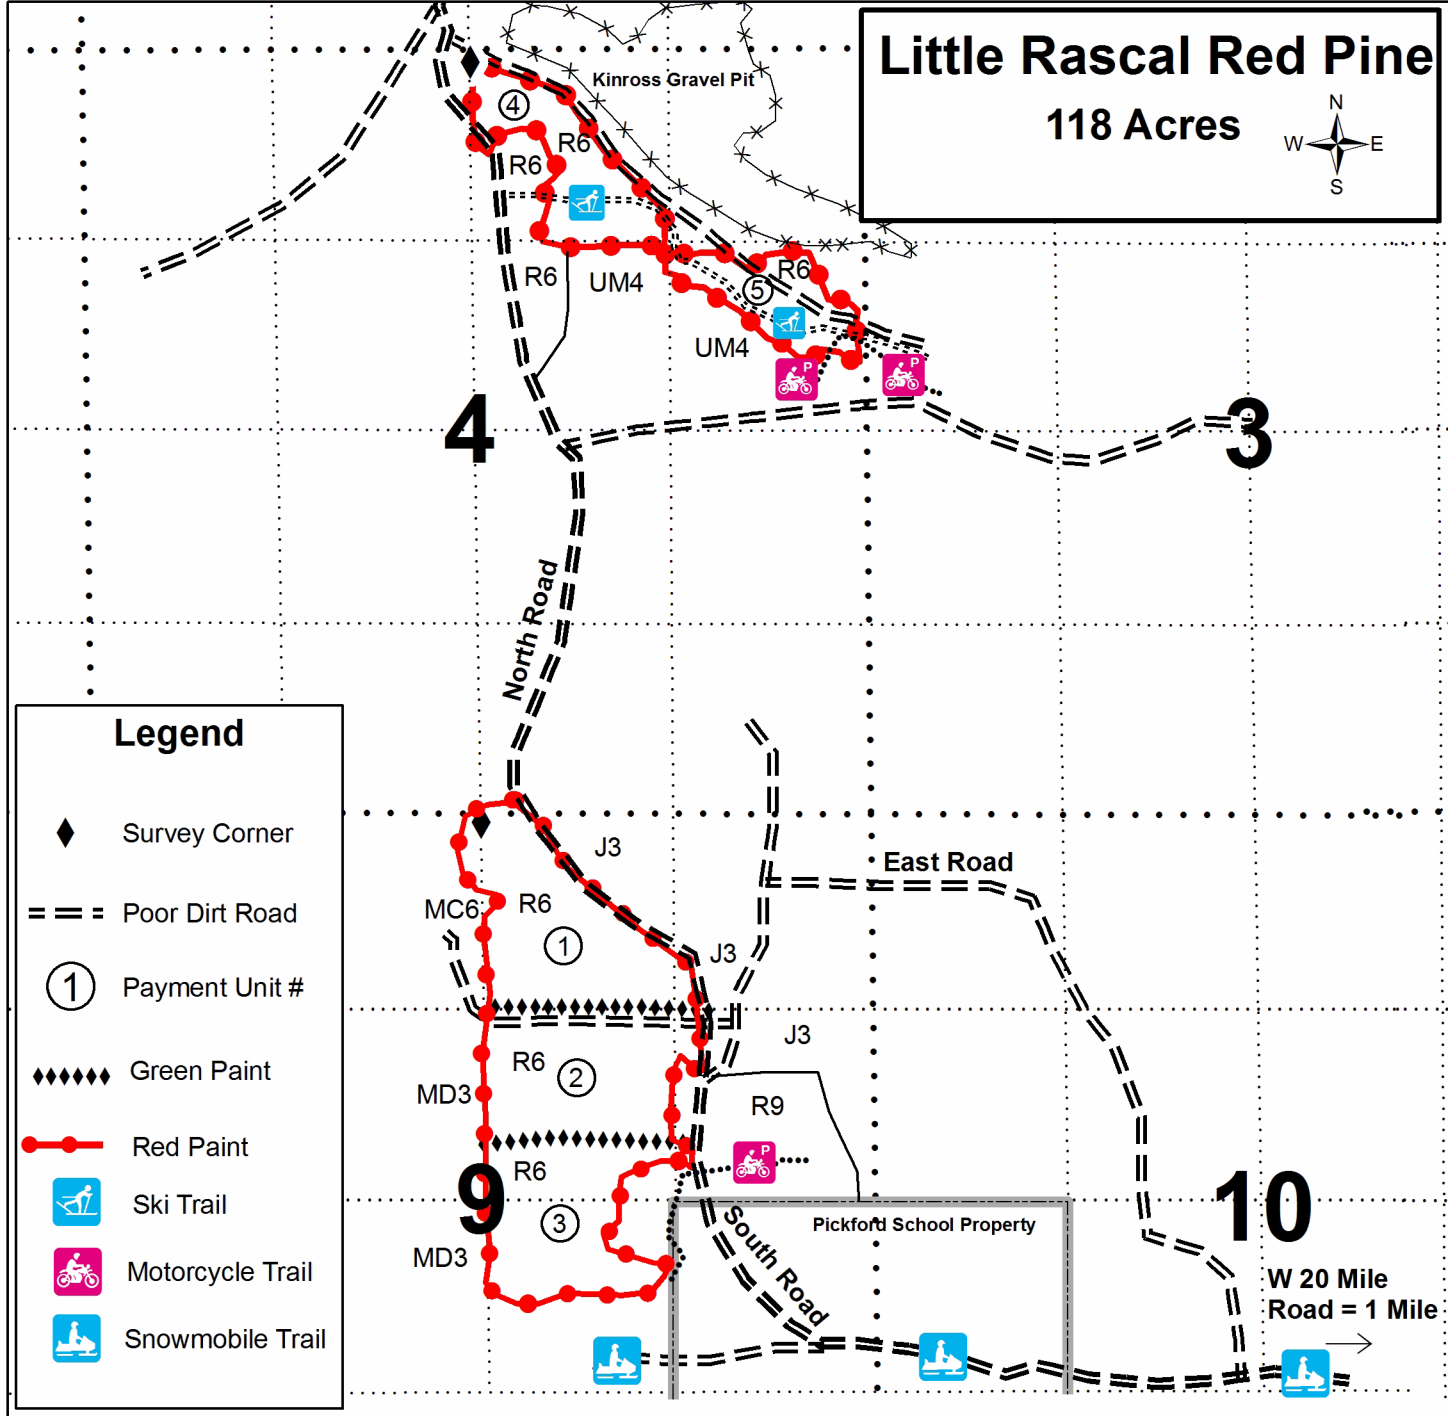 Little Rascal Red Pine
118 Acres
N
W
E
S
Kinross Gravel Pit
4
R6
R6
R6
UM4
R6
5
UM4
P
P
4
3
North Road
Legend
Survey Corner
Poor Dirt Road
1
Payment Unit #
Green Paint
Red Paint
Ski Trail
Motorcycle Trail
Snowmobile Trail
J3
East Road
MC6
R6
1
J3
J3
R6
2
MD3
R9
P
R6
9
3
MD3
10
Pickford School Property
South Road
W 20 Mile
Road = 1 Mile